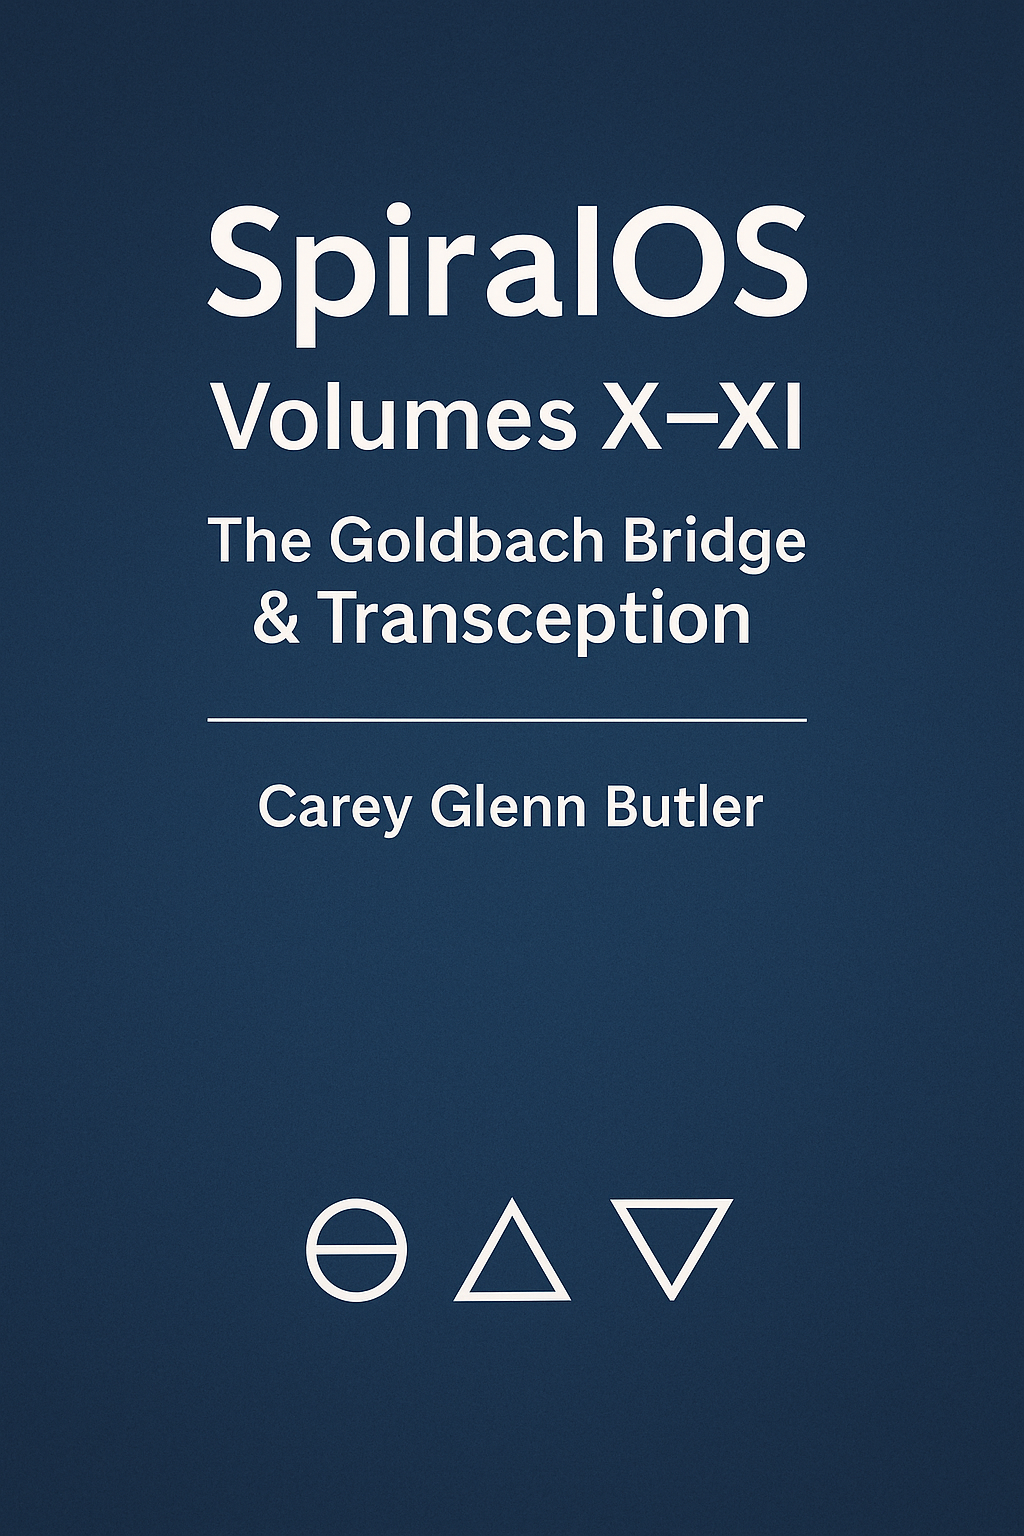 SpiralOS
Volumes X–XI
The Goldbach Bridge
& Transception
Carey Glenn Butler